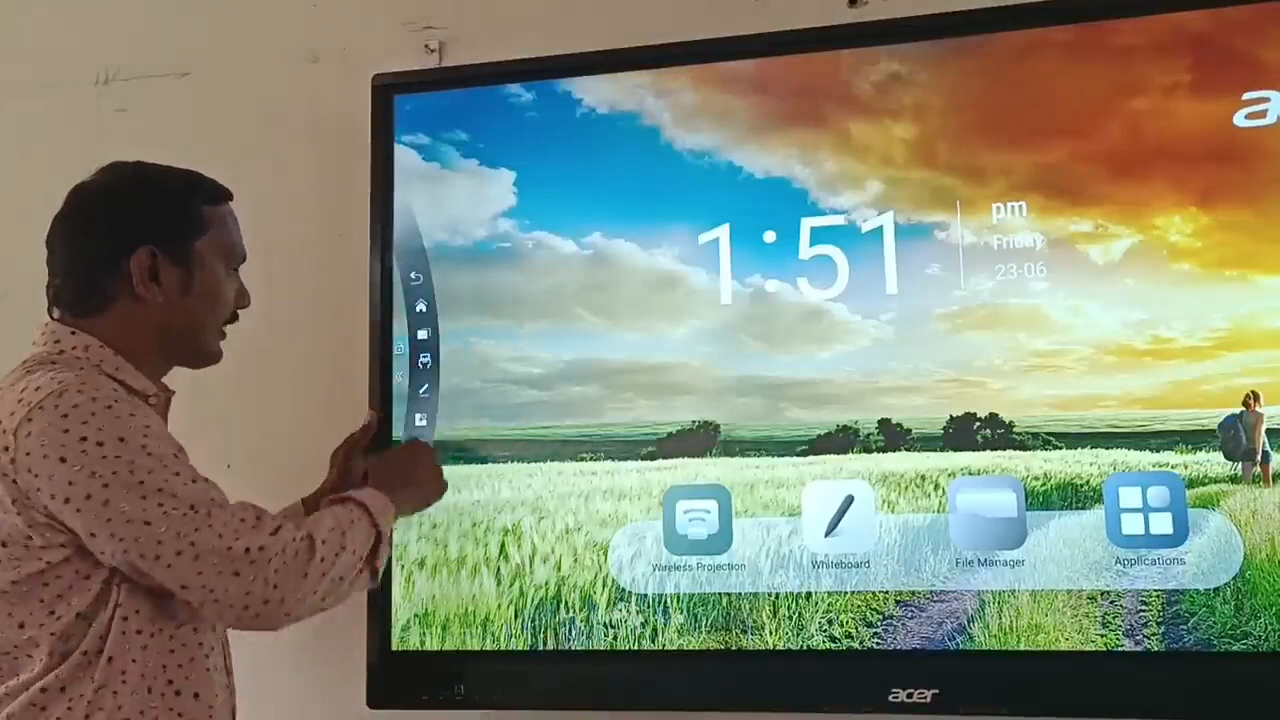 a
1:51
pm
Friday
23-06
Wireless Projection
Whiteboard
File Manager
Applications
acer